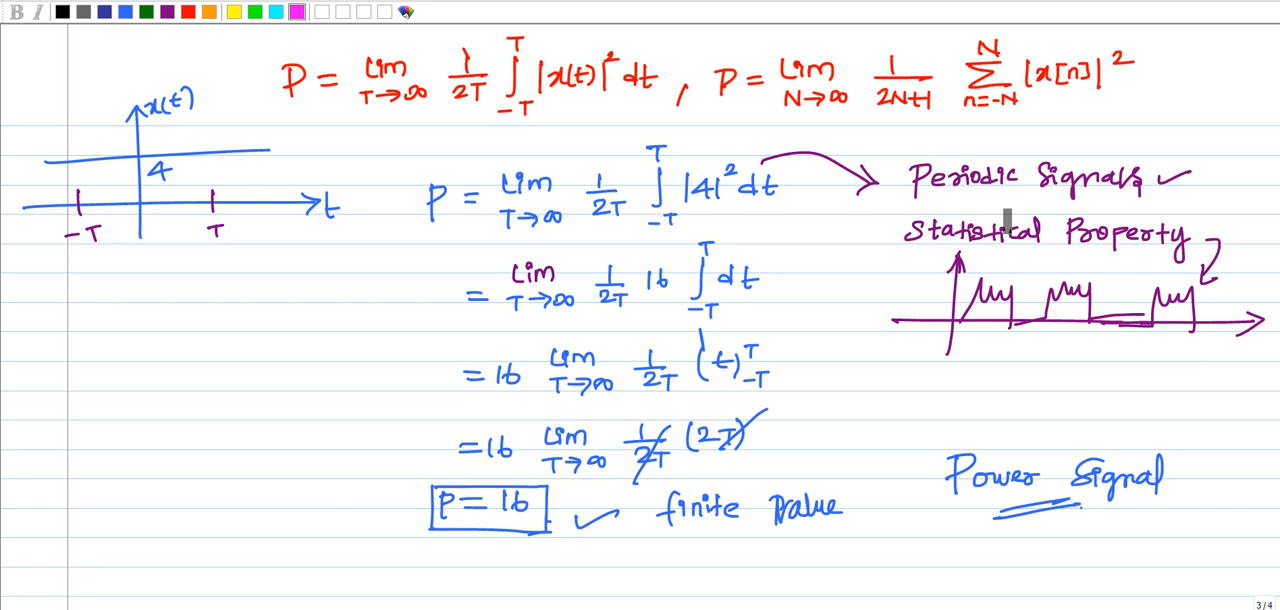 B I
P = Lim T→∞ 1/2T ∫_{-T}^{T} |x(t)|² dt , P = Lim N→∞ 1/2N+1 ∑_{n=-N}^{N} |x[n]|²
x(t)
4
t
-T T
P = Lim T→∞ 1/2T ∫_{-T}^{T} |4|² dt → Periodic Signals, ✓
Statistical Property
= Lim T→∞ 1/2T 16 ∫_{-T}^{T} dt
= 16 Lim T→∞ 1/2T (t)_{-T}^{T}
= 16 Lim T→∞ 1/2T (2T)
P = 16 ✓ finite Value
Power Signal
3 / 4